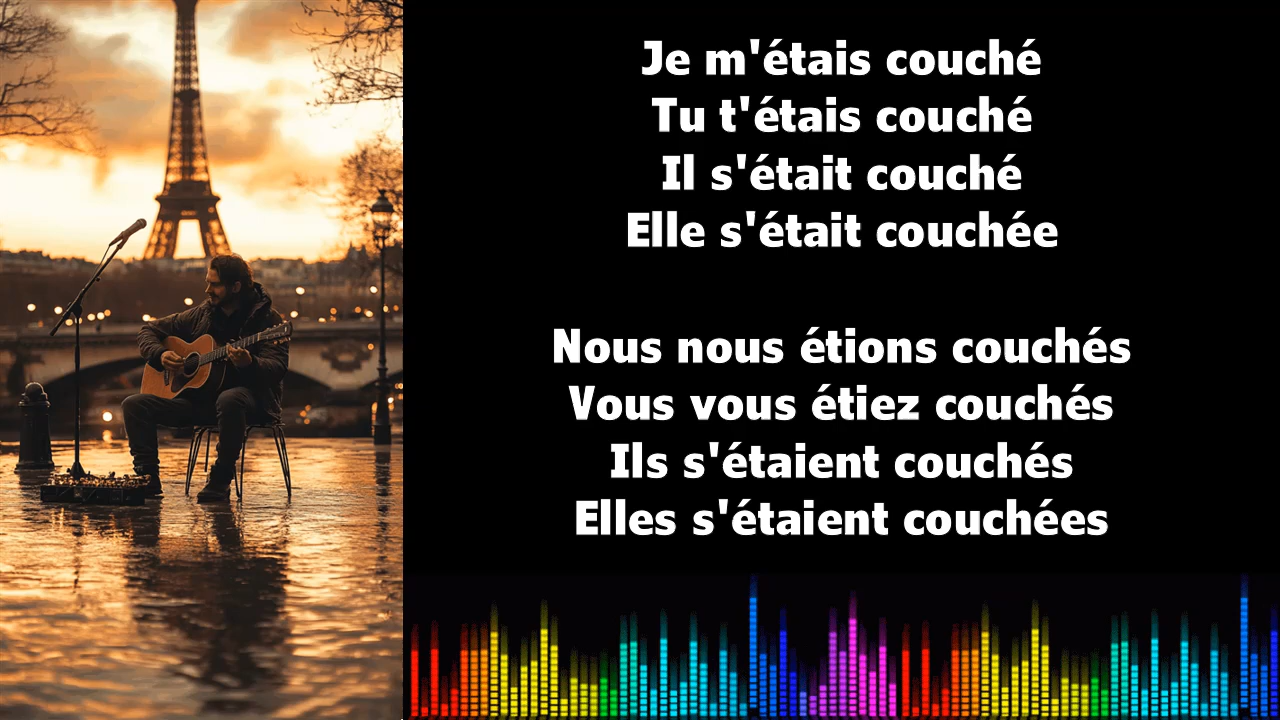 Je m'étais couché
Tu t'étais couché
Il s'était couché
Elle s'était couchée
Nous nous étions couchés
Vous vous étiez couchés
Ils s'étaient couchés
Elles s'étaient couchées